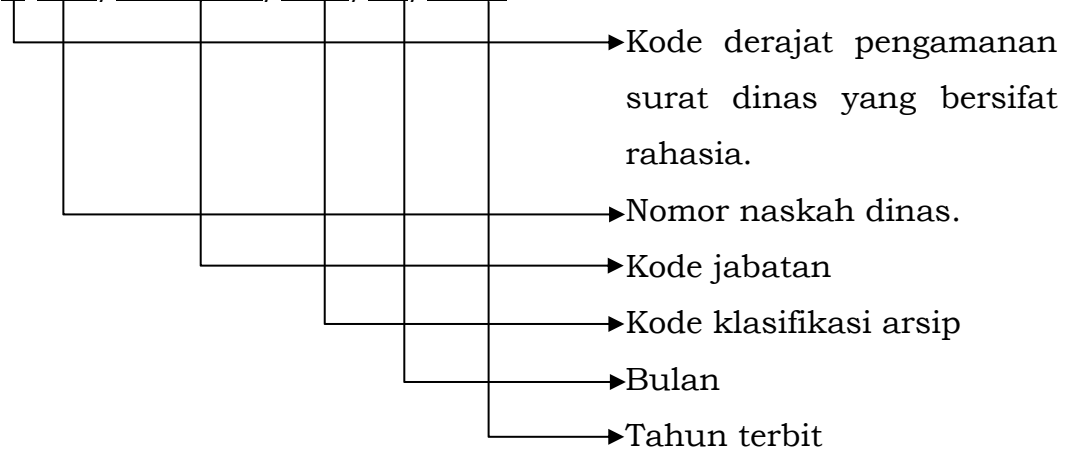 Kode derajat pengamanan
surat dinas yang bersifat
rahasia.
Nomor naskah dinas.
Kode jabatan
Kode klasifikasi arsip
Bulan
Tahun terbit